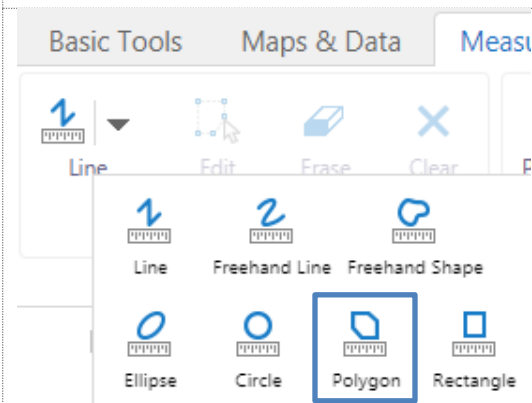 Basic Tools Maps & Data Measu
Line Edit Erase Clear P
Line Freehand Line Freehand Shape
Ellipse Circle Polygon Rectangle